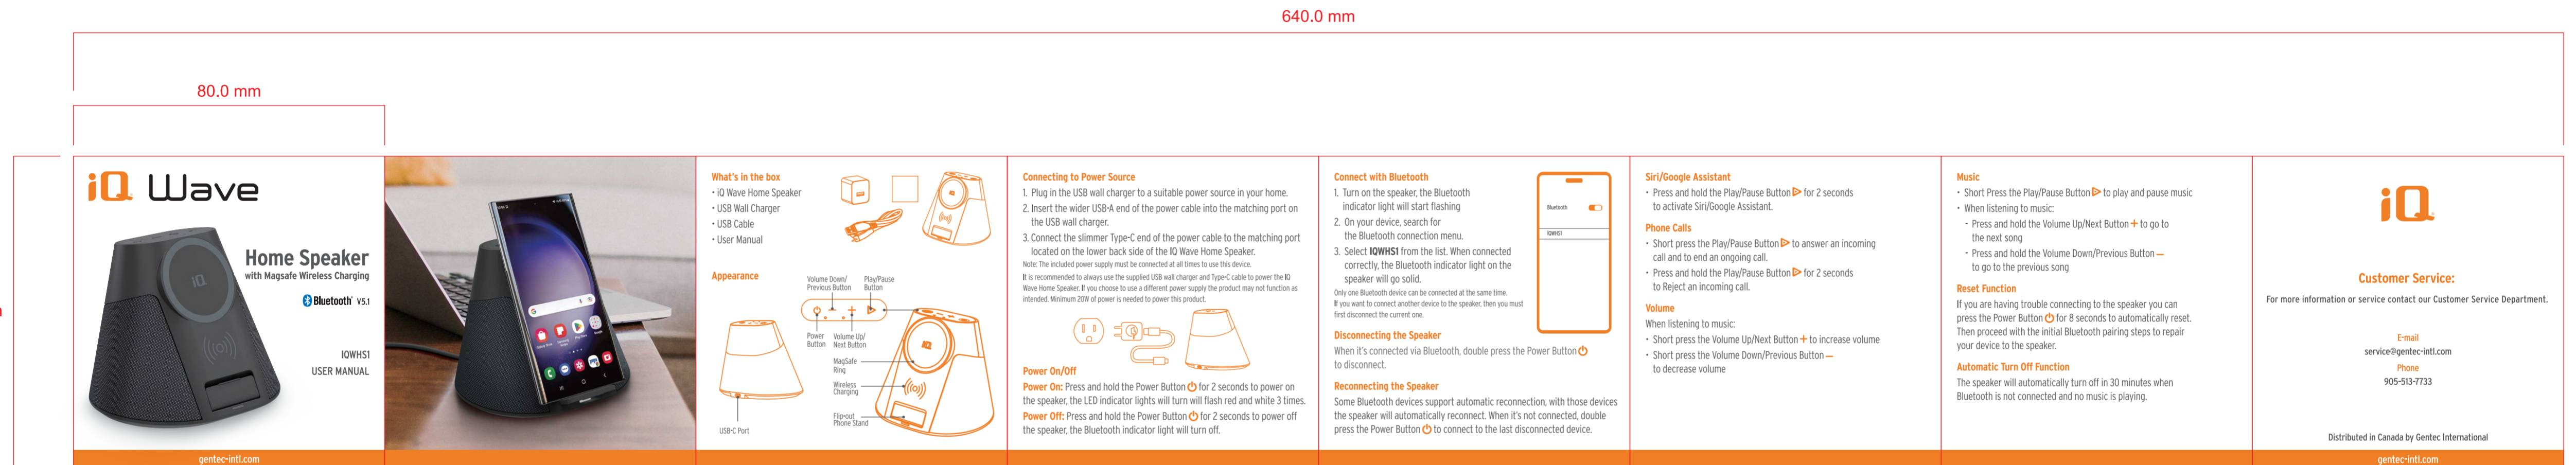 640.0 mm
80.0 mm
iQ Wave
iQ
Home Speaker
with Magsafe Wireless Charging
Bluetooth® V5.1
IQWHS1
USER MANUAL
gentec-intl.com
What's in the box
• iQ Wave Home Speaker
• USB Wall Charger
• USB Cable
• User Manual
Appearance
Volume Down/
Previous Button
Play/Pause
Button
Power
Button
Volume Up/
Next Button
MagSafe
Ring
Wireless
Charging
Flip-out
Phone Stand
USB-C Port
iQ
Connecting to Power Source
1. Plug in the USB wall charger to a suitable power source in your home.
2. Insert the wider USB-A end of the power cable into the matching port on
the USB wall charger.
3. Connect the slimmer Type-C end of the power cable to the matching port
located on the lower back side of the IQ Wave Home Speaker.
Note: The included power supply must be connected at all times to use this device.
It is recommended to always use the supplied USB wall charger and Type-C cable to power the IQ
Wave Home Speaker. If you choose to use a different power supply the product may not function as
intended. Minimum 20W of power is needed to power this product.
Power On/Off
Power On: Press and hold the Power Button for 2 seconds to power on
the speaker, the LED indicator lights will turn will flash red and white 3 times.
Power Off: Press and hold the Power Button for 2 seconds to power off
the speaker, the Bluetooth indicator light will turn off.
Connect with Bluetooth
1. Turn on the speaker, the Bluetooth
indicator light will start flashing
2. On your device, search for
the Bluetooth connection menu.
3. Select IQWHS1 from the list. When connected
correctly, the Bluetooth indicator light on the
speaker will go solid.
Only one Bluetooth device can be connected at the same time.
If you want to connect another device to the speaker, then you must
first disconnect the current one.
Bluetooth
IQWHS1
Disconnecting the Speaker
When it's connected via Bluetooth, double press the Power Button
to disconnect.
Reconnecting the Speaker
Some Bluetooth devices support automatic reconnection, with those devices
the speaker will automatically reconnect. When it's not connected, double
press the Power Button to connect to the last disconnected device.
Siri/Google Assistant
• Press and hold the Play/Pause Button for 2 seconds
to activate Siri/Google Assistant.
Phone Calls
• Short press the Play/Pause Button to answer an incoming
call and to end an ongoing call.
• Press and hold the Play/Pause Button for 2 seconds
to Reject an incoming call.
Volume
When listening to music:
• Short press the Volume Up/Next Button + to increase volume
• Short press the Volume Down/Previous Button —
to decrease volume
Music
• Short Press the Play/Pause Button to play and pause music
• When listening to music:
- Press and hold the Volume Up/Next Button + to go to
the next song
- Press and hold the Volume Down/Previous Button —
to go to the previous song
Reset Function
If you are having trouble connecting to the speaker you can
press the Power Button for 8 seconds to automatically reset.
Then proceed with the initial Bluetooth pairing steps to repair
your device to the speaker.
Automatic Turn Off Function
The speaker will automatically turn off in 30 minutes when
Bluetooth is not connected and no music is playing.
iQ
Customer Service:
For more information or service contact our Customer Service Department.
E-mail
service@gentec-intl.com
Phone
905-513-7733
Distributed in Canada by Gentec International
gentec-intl.com